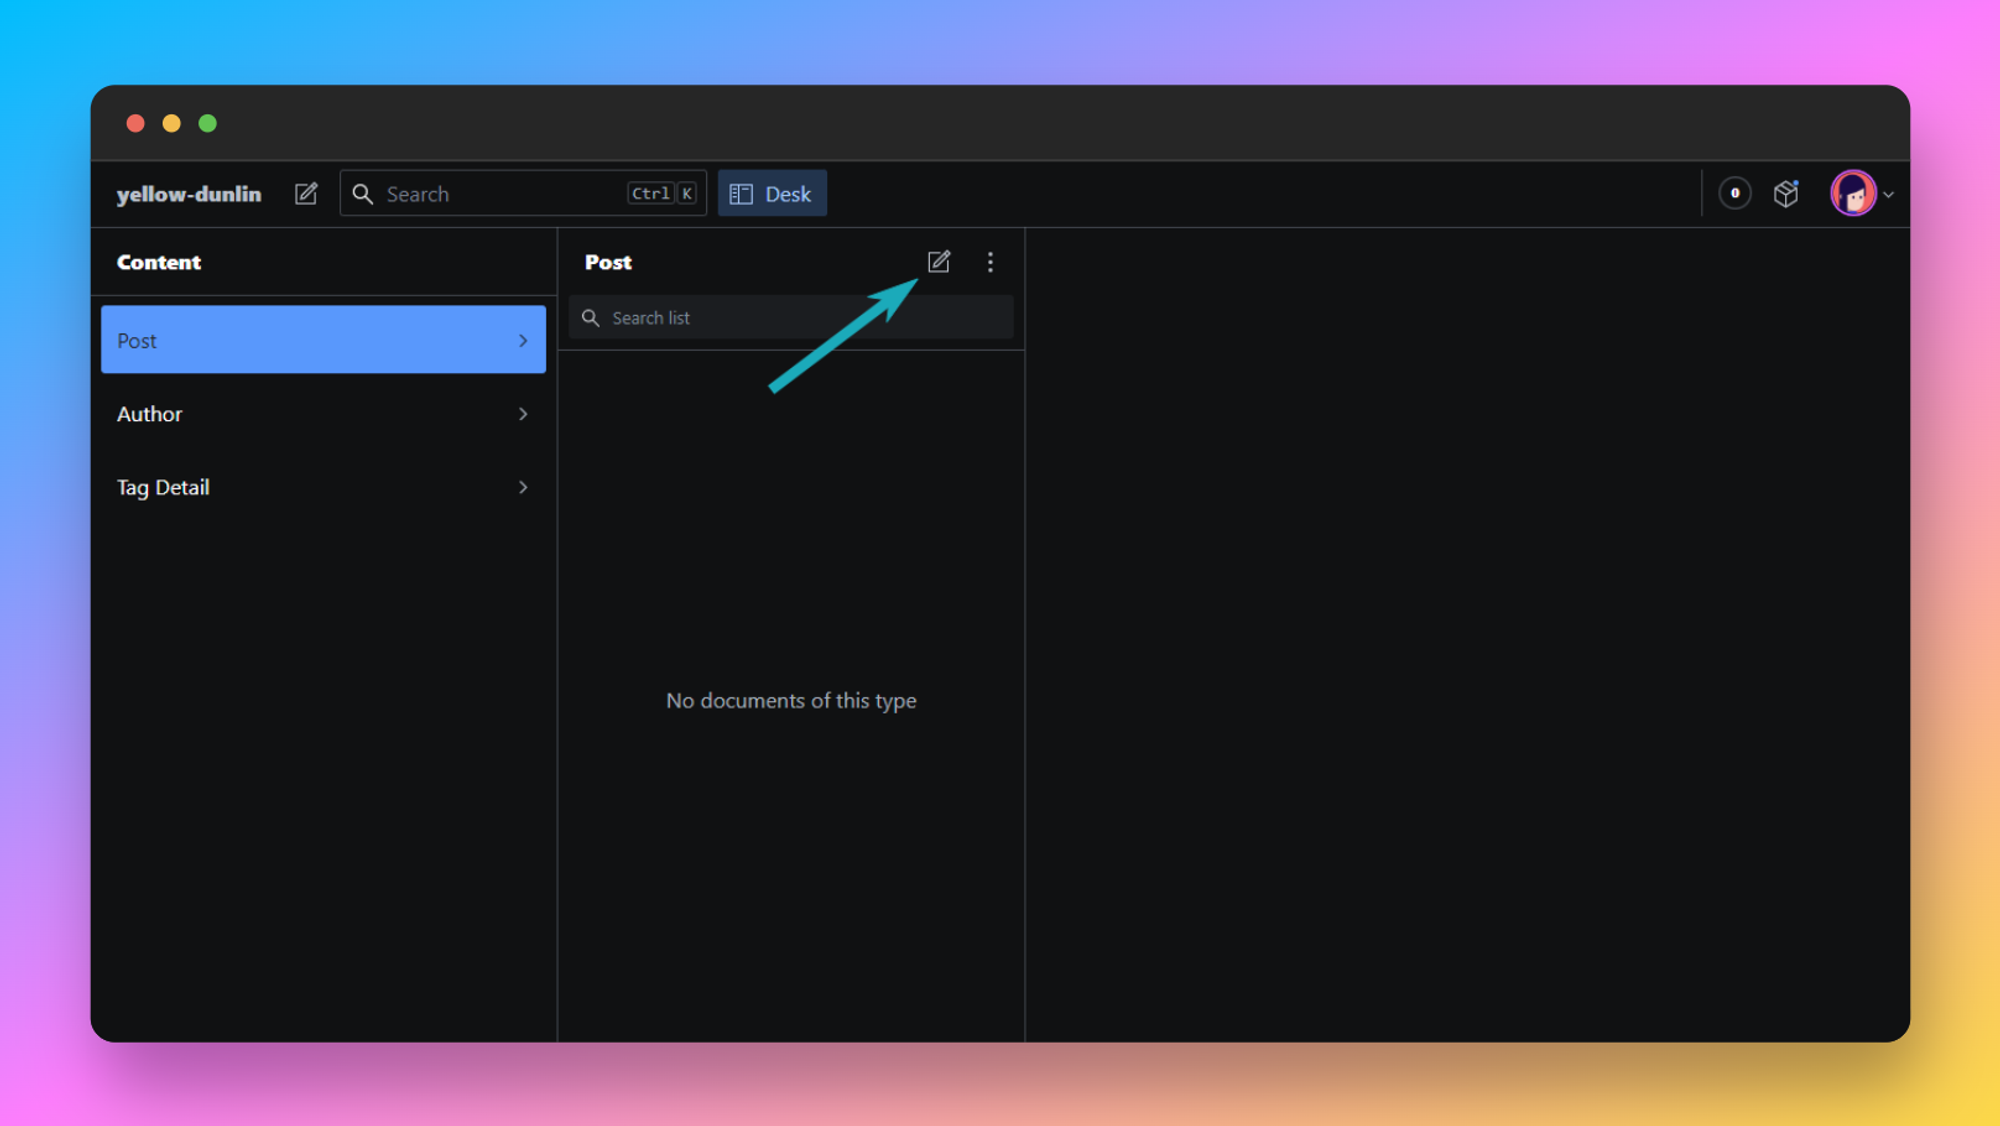 yellow-dunlin Search Ctrl K Desk 0
Content
Post
Author
Tag Detail
Post
Search list
No documents of this type